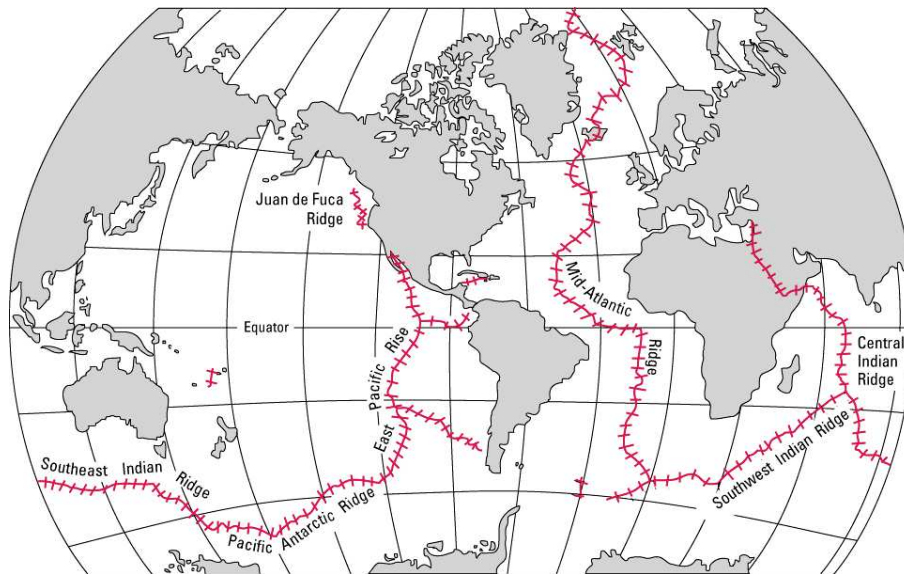 Juan de Fuca
Ridge
Mid-Atlantic
Ridge
Equator
Central
Indian
Ridge
East Pacific Rise
Southeast Indian Ridge
Pacific Antarctic Ridge
Southwest Indian Ridge